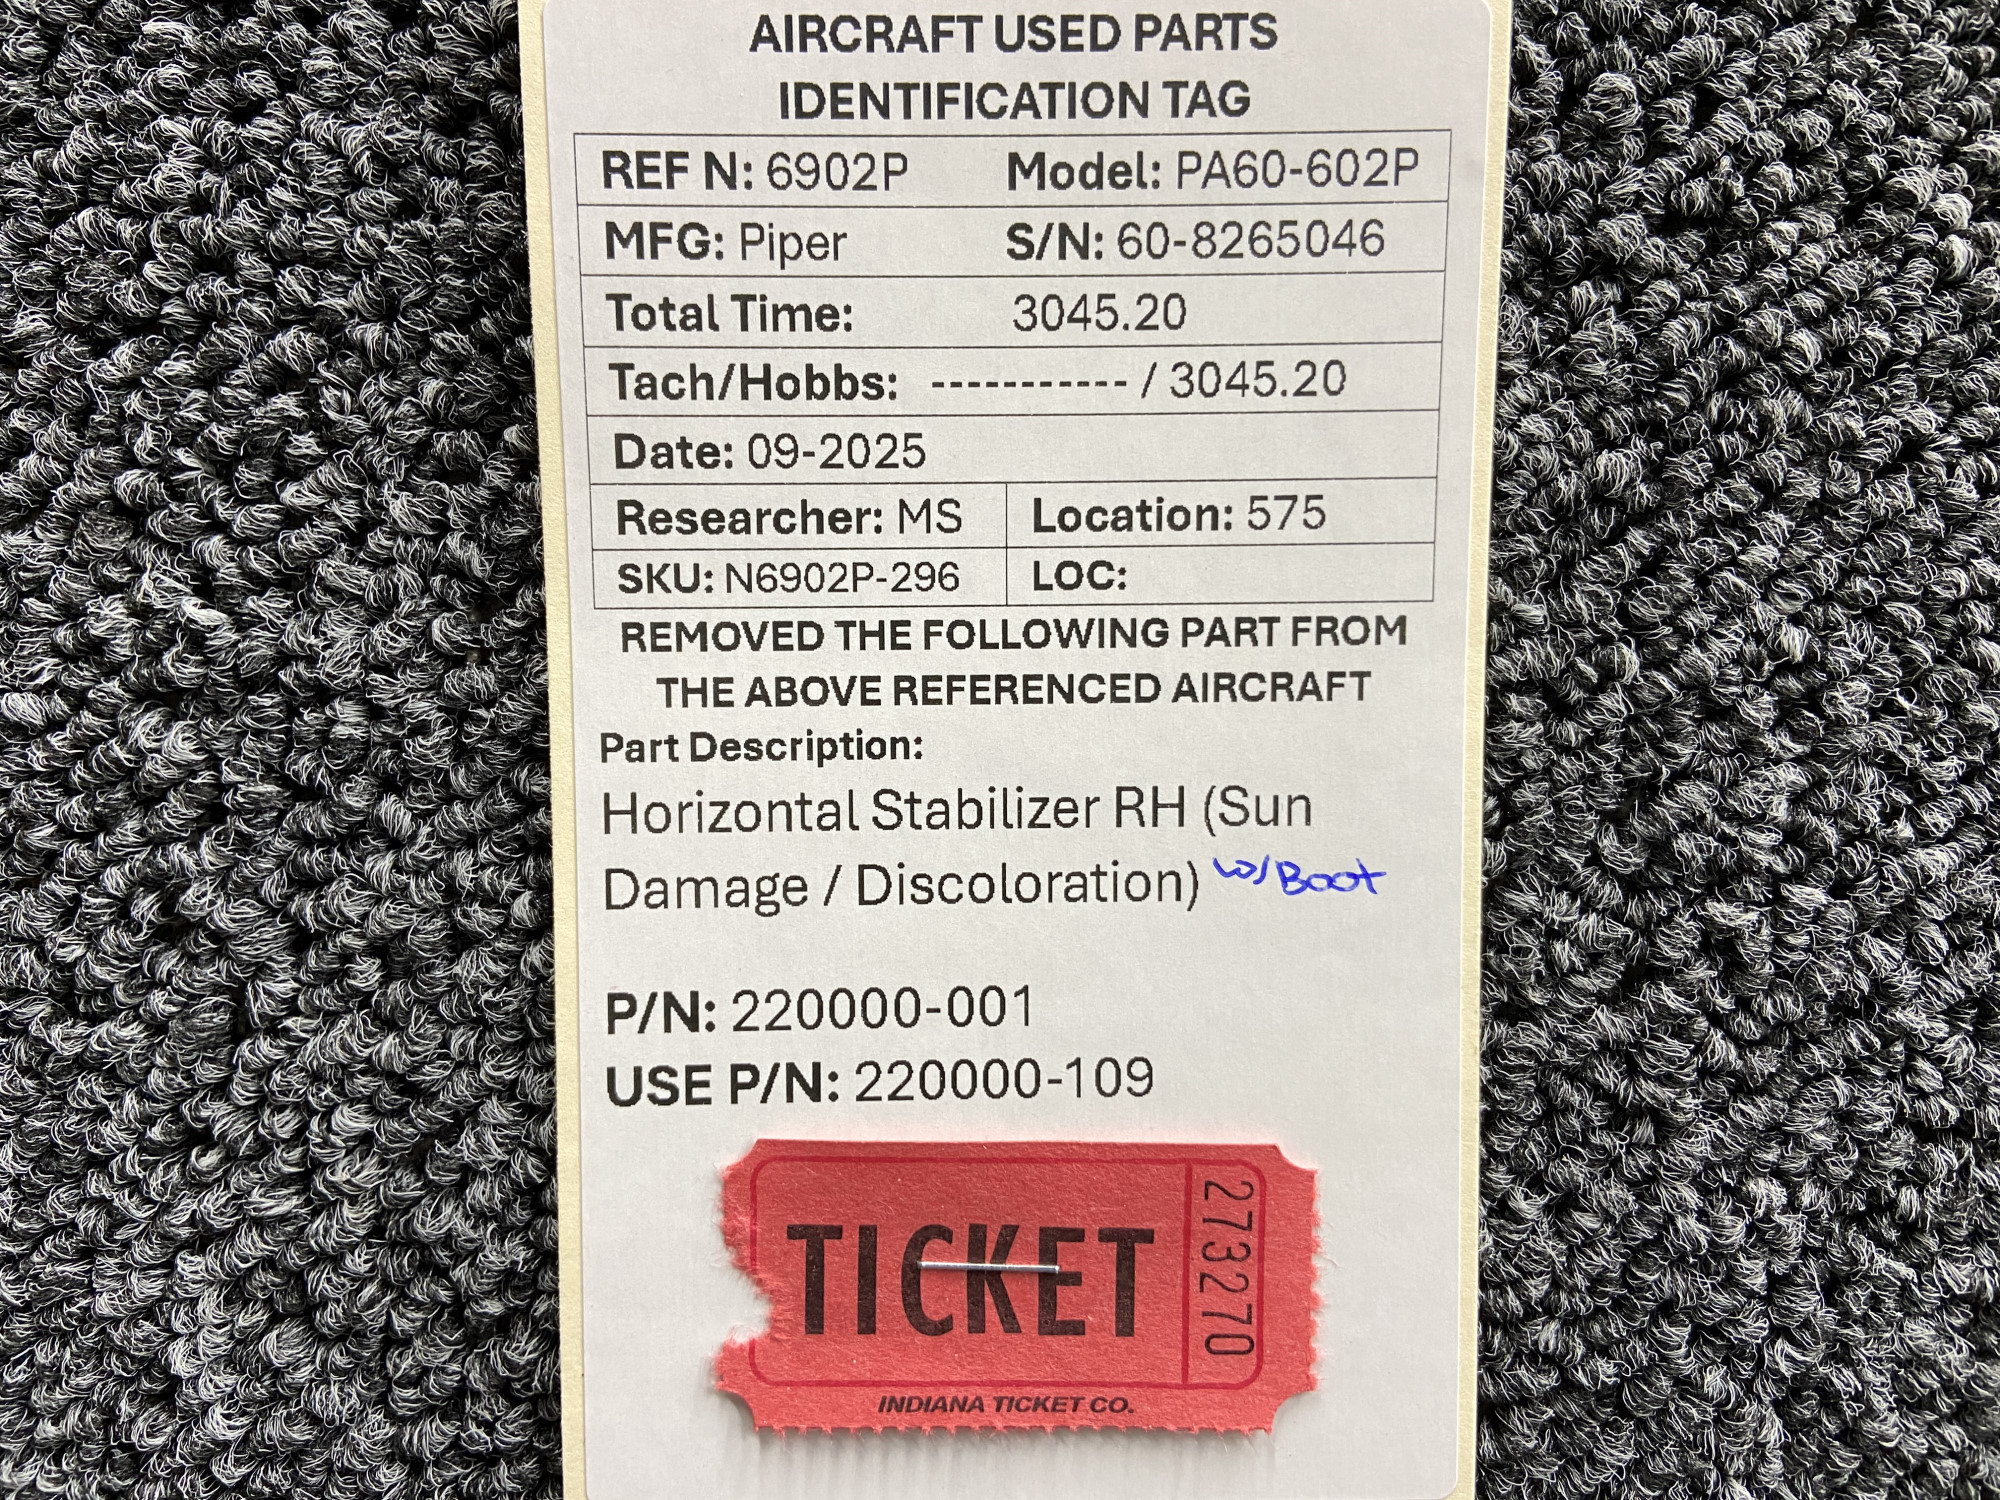 AIRCRAFT USED PARTS
IDENTIFICATION TAG
REF N: 6902P Model: PA60-602P
MFG: Piper S/N: 60-8265046
Total Time: 3045.20
Tach/Hobbs: ----------- / 3045.20
Date: 09-2025
Researcher: MS Location: 575
SKU: N6902P-296 LOC:
REMOVED THE FOLLOWING PART FROM
THE ABOVE REFERENCED AIRCRAFT
Part Description:
Horizontal Stabilizer RH (Sun
Damage / Discoloration) w/Boot
P/N: 220000-001
USE P/N: 220000-109
TICKET
273270
INDIANA TICKET CO.